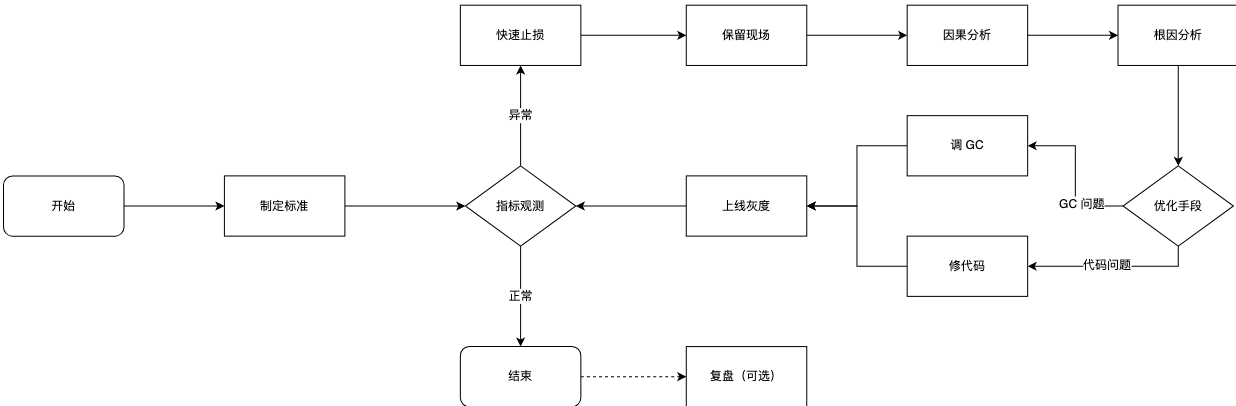 快速止损
保留现场
因果分析
根因分析
异常
调 GC
开始
制定标准
指标观测
上线灰度
GC 问题
优化手段
修代码
代码问题
正常
结束
复盘（可选）